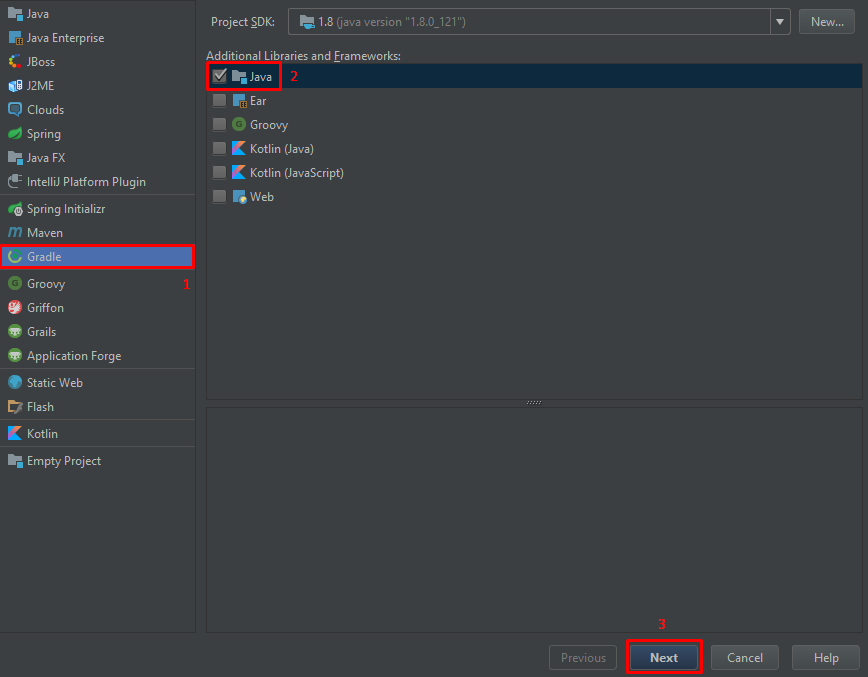 Java
Java Enterprise
JBoss
J2ME
Clouds
Spring
Java FX
IntelliJ Platform Plugin
Spring Initializr
Maven
Gradle
1
Groovy
Griffon
Grails
Application Forge
Static Web
Flash
Kotlin
Empty Project
Project SDK: 1.8 (java version "1.8.0_121") New...
Additional Libraries and Frameworks:
Java 2
Ear
Groovy
Kotlin (Java)
Kotlin (JavaScript)
Web
3
Previous Next Cancel Help